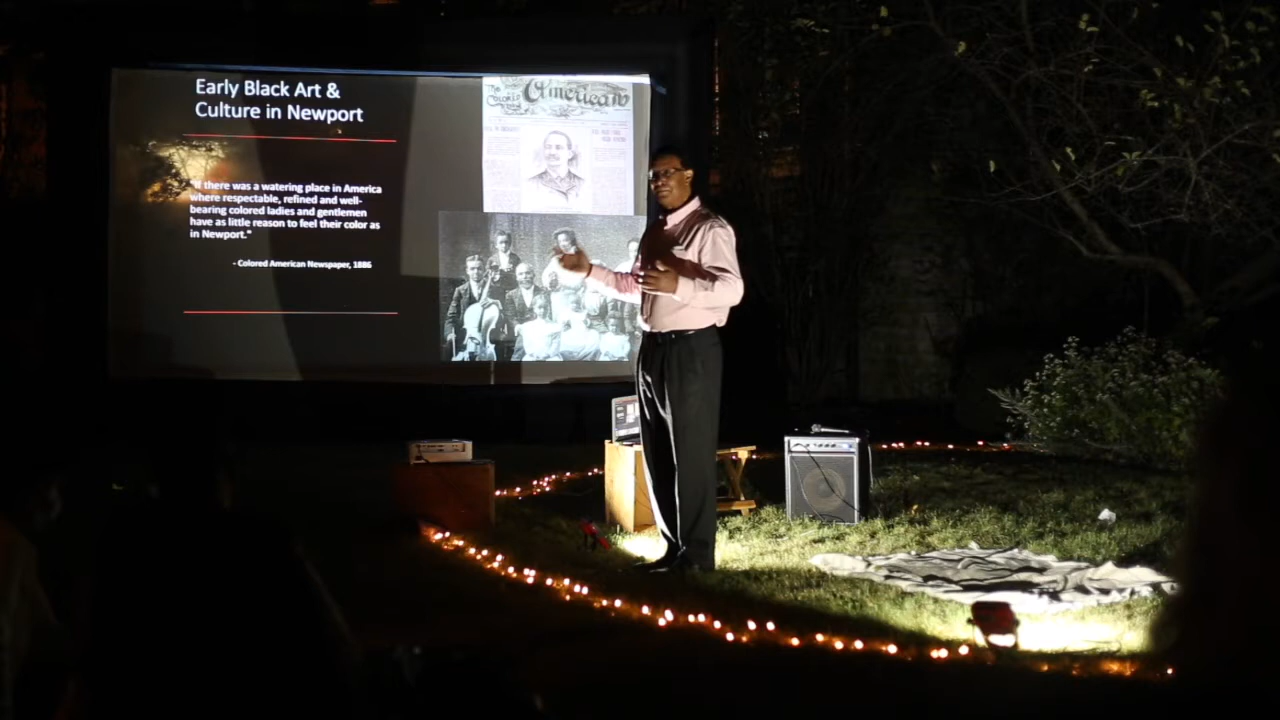 Early Black Art &
Culture in Newport
"If there was a watering place in America
where respectable, refined and well-
bearing colored ladies and gentlemen
have as little reason to feel their color as
in Newport."
- Colored American Newspaper, 1886
The
Colored
American